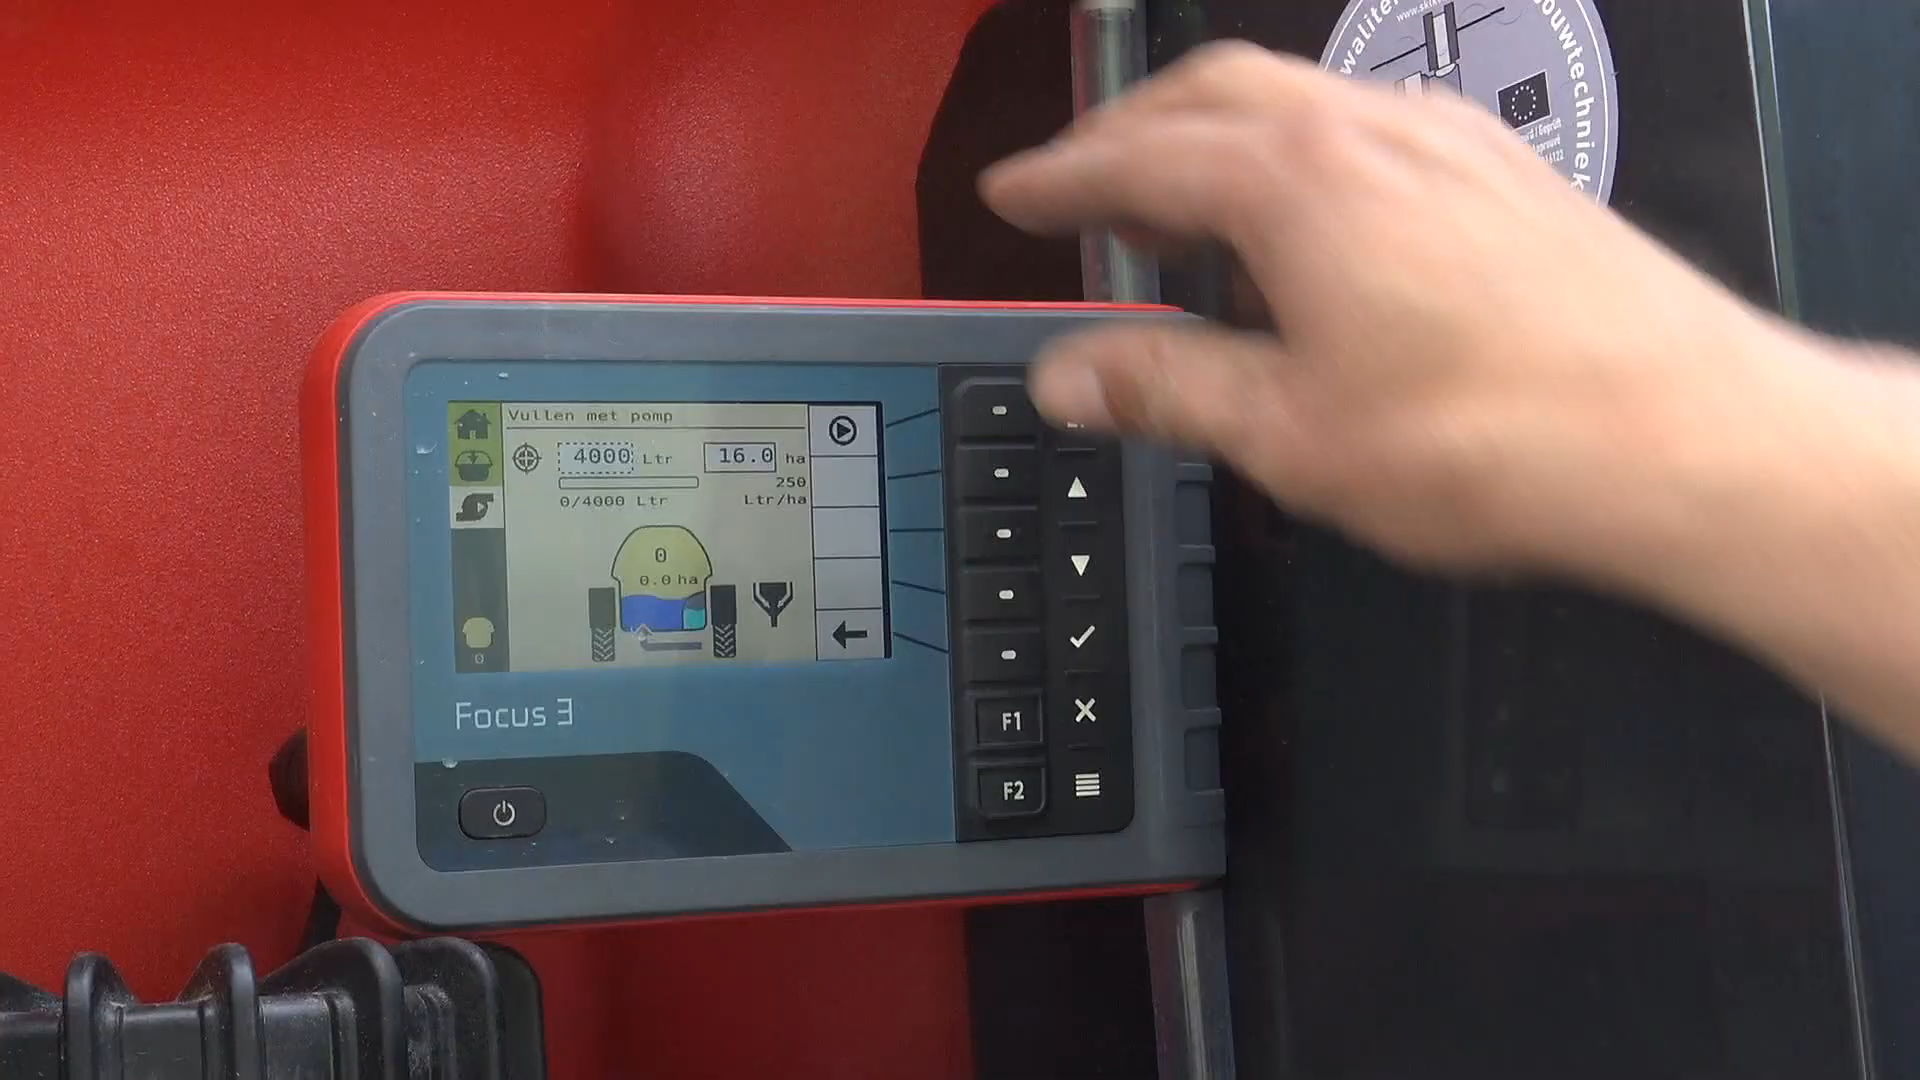 Vullen met pomp
4000 Ltr
16.0 ha
250
0/4000 Ltr
Ltr/ha
0
0.0 ha
0
Focus 3
F1
F2